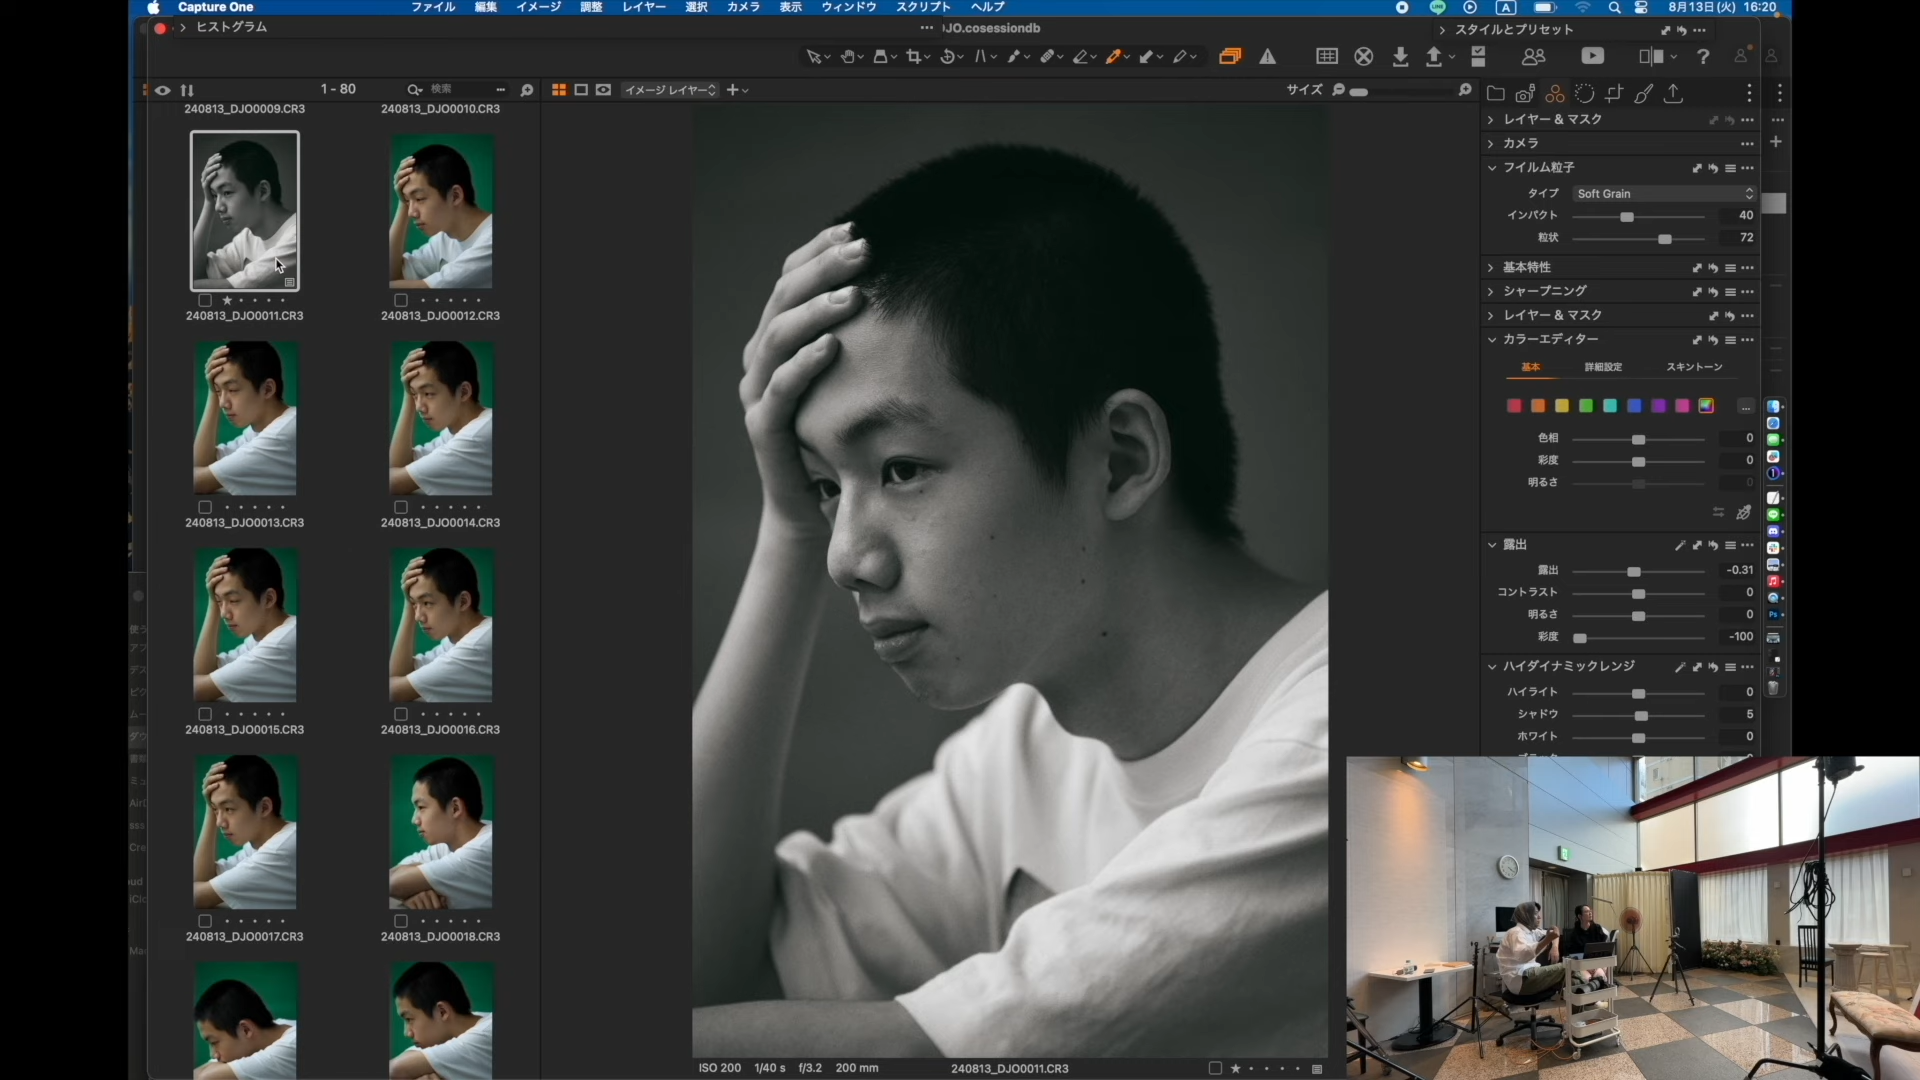 Capture One ファイル 編集 イメージ 調整 レイヤー 選択 カメラ 表示 ウィンドウ スクリプト ヘルプ
A 8月13日(火) 16:20
ヒストグラム
JO.cosessiondb
スタイルとプリセット
1 - 80
検索
イメージ レイヤー
サイズ
240813_DJO0009.CR3 240813_DJO0010.CR3
240813_DJO0011.CR3 240813_DJO0012.CR3
240813_DJO0013.CR3 240813_DJO0014.CR3
240813_DJO0015.CR3 240813_DJO0016.CR3
240813_DJO0017.CR3 240813_DJO0018.CR3
ISO 200 1/40 s f/3.2 200 mm 240813_DJO0011.CR3
レイヤー & マスク
カメラ
フイルム粒子
タイプ Soft Grain
インパクト 40
粒状 72
基本特性
シャープニング
レイヤー & マスク
カラーエディター
基本 詳細設定 スキントーン
色相 0
彩度 0
明るさ 0
露出
露出 -0.31
コントラスト 0
明るさ 0
彩度 -100
ハイダイナミックレンジ
ハイライト 0
シャドウ 5
ホワイト 0
Ps